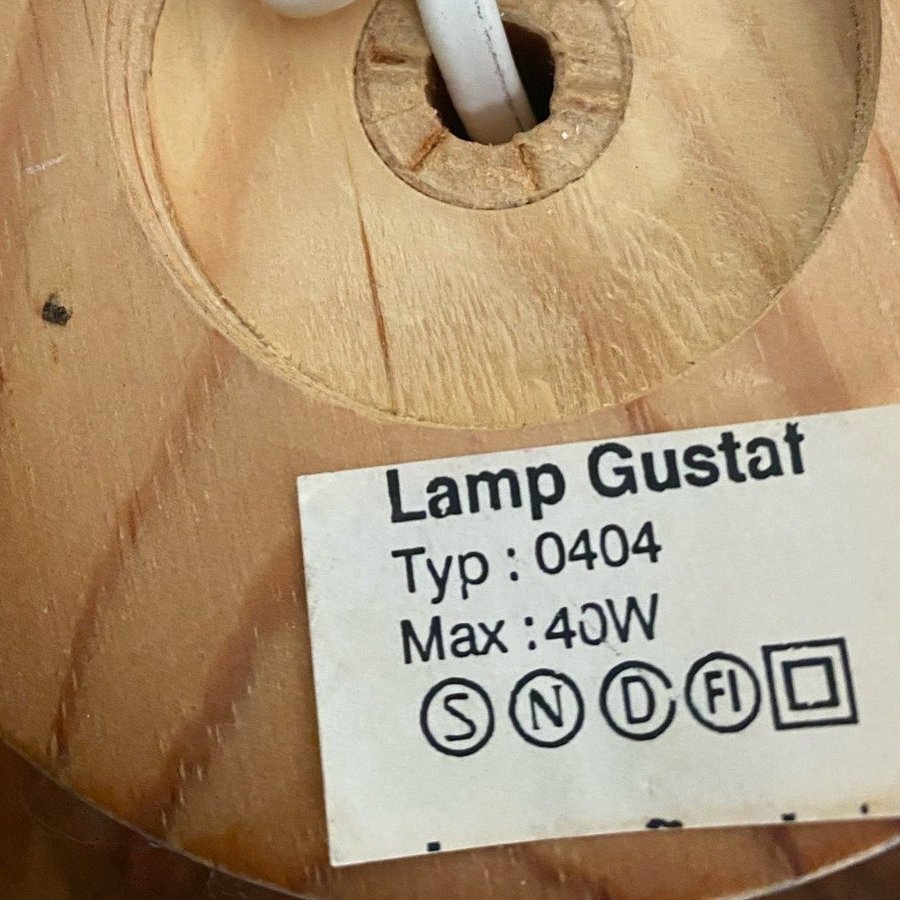 Lamp Gustaf
Typ : 0404
Max : 40W
S N D FI